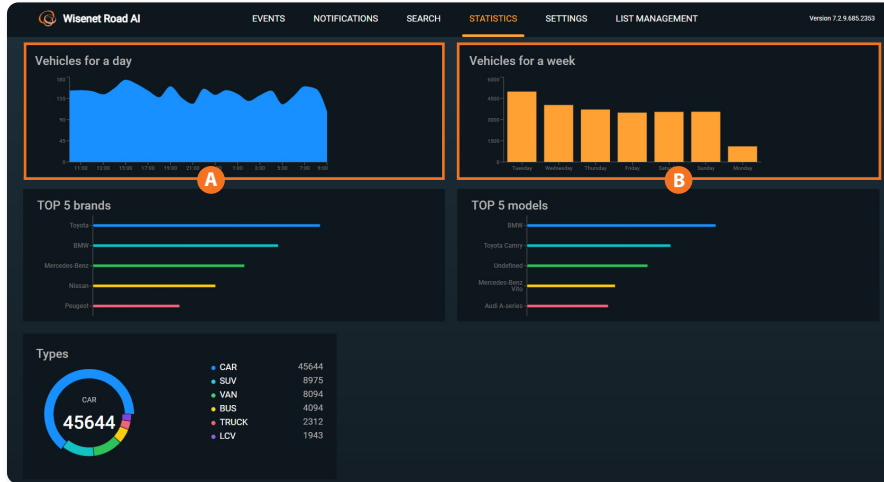 Wisenet Road AI
EVENTS
NOTIFICATIONS
SEARCH
STATISTICS
SETTINGS
LIST MANAGEMENT
Version 7.2.9.685.2353
Vehicles for a day
180
135
90
45
0
11:00 13:00 15:00 17:00 19:00 21:00 1:00 3:00 5:00 7:00 9:00
A
Vehicles for a week
6000
4500
3000
1500
0
Tuesday Wednesday Thursday Friday Sunday Monday
B
TOP 5 brands
Toyota
BMW
Mercedes-Benz
Nissan
Peugeot
TOP 5 models
BMW
Toyota Camry
Undefined
Mercedes-Benz
Vito
Audi A-series
Types
CAR
45644
CAR 45644
SUV 8975
VAN 8094
BUS 4094
TRUCK 2312
LCV 1943